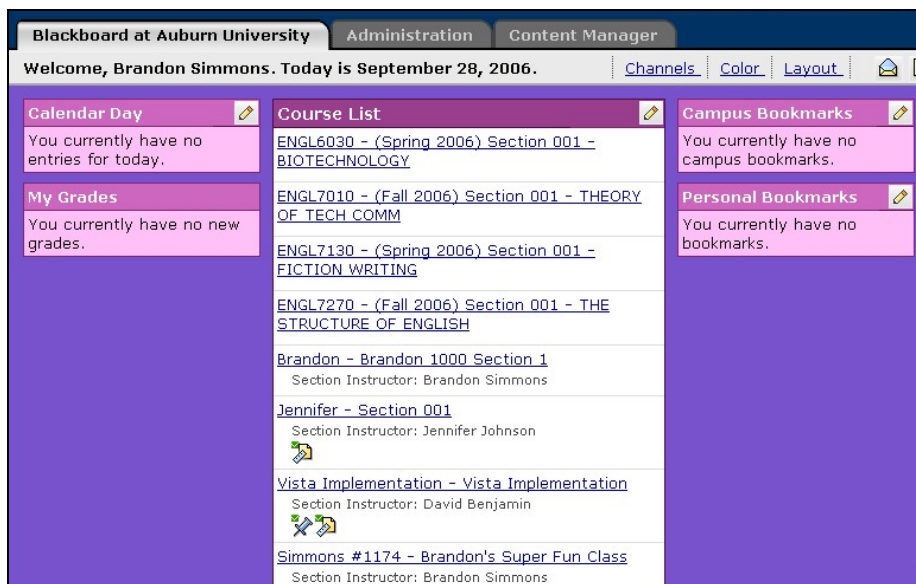 Blackboard at Auburn University
Administration
Content Manager
Welcome, Brandon Simmons. Today is September 28, 2006.
Channels
Color
Layout
Calendar Day
You currently have no
entries for today.
My Grades
You currently have no new
grades.
Course List
ENGL6030 - (Spring 2006) Section 001 -
BIOTECHNOLOGY
ENGL7010 - (Fall 2006) Section 001 - THEORY
OF TECH COMM
ENGL7130 - (Spring 2006) Section 001 -
FICTION WRITING
ENGL7270 - (Fall 2006) Section 001 - THE
STRUCTURE OF ENGLISH
Brandon - Brandon 1000 Section 1
Section Instructor: Brandon Simmons
Jennifer - Section 001
Section Instructor: Jennifer Johnson
Vista Implementation - Vista Implementation
Section Instructor: David Benjamin
Simmons #1174 - Brandon's Super Fun Class
Section Instructor: Brandon Simmons
Campus Bookmarks
You currently have no
campus bookmarks.
Personal Bookmarks
You currently have no
bookmarks.